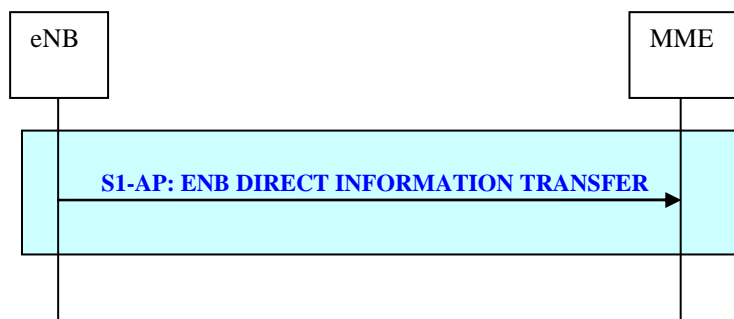 eNB
MME
S1-AP: ENB DIRECT INFORMATION TRANSFER